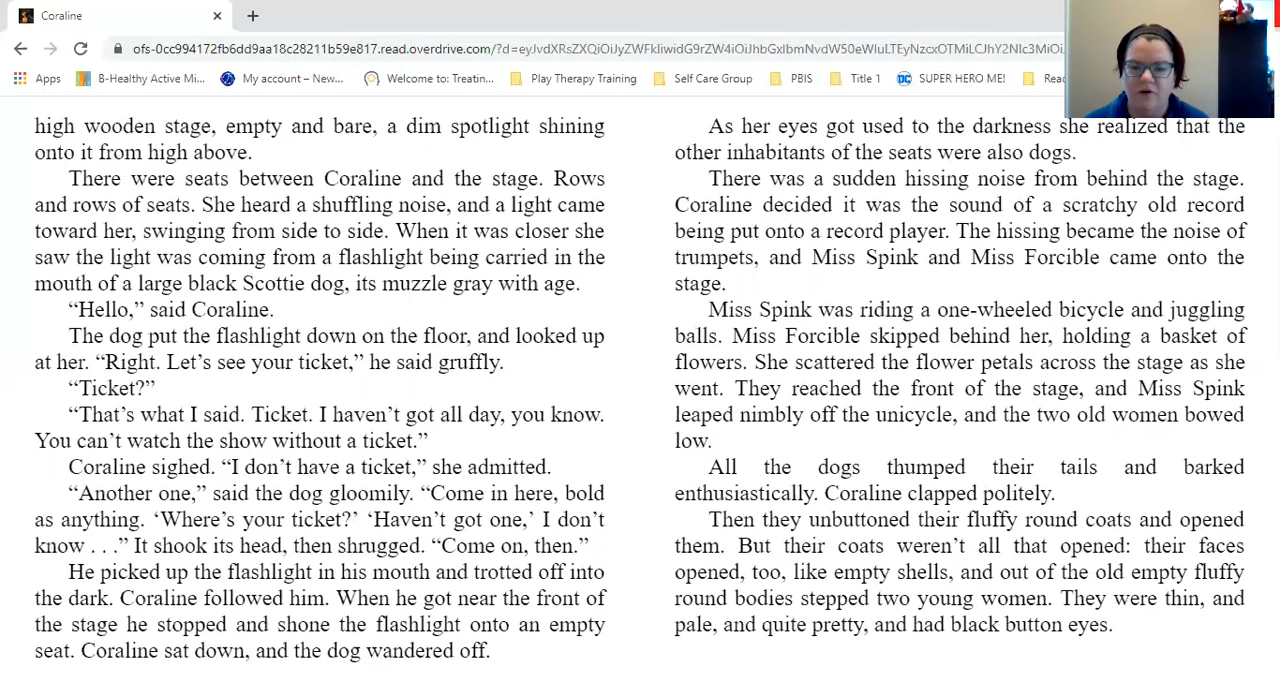 Coraline
ofs-0cc994172fb6dd9aa18c28211b59e817.read.overdrive.com/?d=
Apps
B-Healthy Active Mi...
My account – New...
Welcome to: Treatin...
Play Therapy Training
Self Care Group
PBIS
Title 1
SUPER HERO ME!
high wooden stage, empty and bare, a dim spotlight shining
onto it from high above.
There were seats between Coraline and the stage. Rows
and rows of seats. She heard a shuffling noise, and a light came
toward her, swinging from side to side. When it was closer she
saw the light was coming from a flashlight being carried in the
mouth of a large black Scottie dog, its muzzle gray with age.
“Hello,” said Coraline.
The dog put the flashlight down on the floor, and looked up
at her. “Right. Let’s see your ticket,” he said gruffly.
“Ticket?”
“That’s what I said. Ticket. I haven’t got all day, you know.
You can’t watch the show without a ticket.”
Coraline sighed. “I don’t have a ticket,” she admitted.
“Another one,” said the dog gloomily. “Come in here, bold
as anything. ‘Where’s your ticket?’ ‘Haven’t got one,’ I don’t
know . . .” It shook its head, then shrugged. “Come on, then.”
He picked up the flashlight in his mouth and trotted off into
the dark. Coraline followed him. When he got near the front of
the stage he stopped and shone the flashlight onto an empty
seat. Coraline sat down, and the dog wandered off.
As her eyes got used to the darkness she realized that the
other inhabitants of the seats were also dogs.
There was a sudden hissing noise from behind the stage.
Coraline decided it was the sound of a scratchy old record
being put onto a record player. The hissing became the noise of
trumpets, and Miss Spink and Miss Forcible came onto the
stage.
Miss Spink was riding a one-wheeled bicycle and juggling
balls. Miss Forcible skipped behind her, holding a basket of
flowers. She scattered the flower petals across the stage as she
went. They reached the front of the stage, and Miss Spink
leaped nimbly off the unicycle, and the two old women bowed
low.
All the dogs thumped their tails and barked
enthusiastically. Coraline clapped politely.
Then they unbuttoned their fluffy round coats and opened
them. But their coats weren’t all that opened: their faces
opened, too, like empty shells, and out of the old empty fluffy
round bodies stepped two young women. They were thin, and
pale, and quite pretty, and had black button eyes.